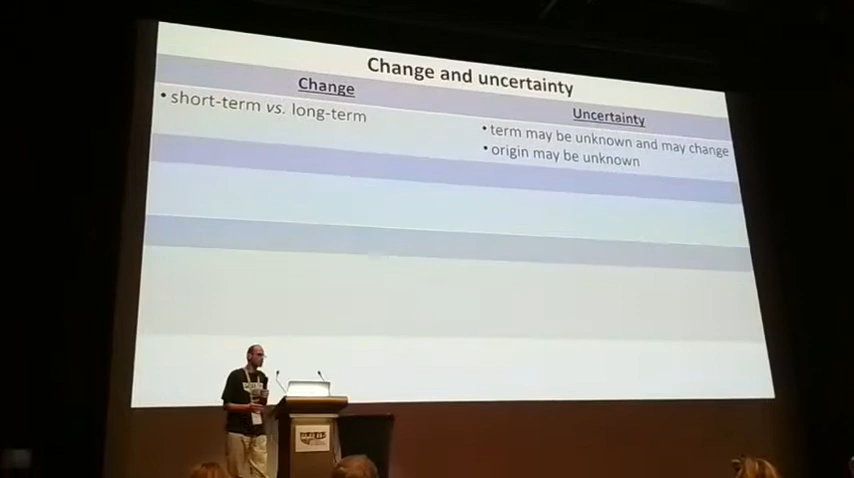 Change and uncertainty
Change
• short-term vs. long-term
Uncertainty
• term may be unknown and may change
• origin may be unknown